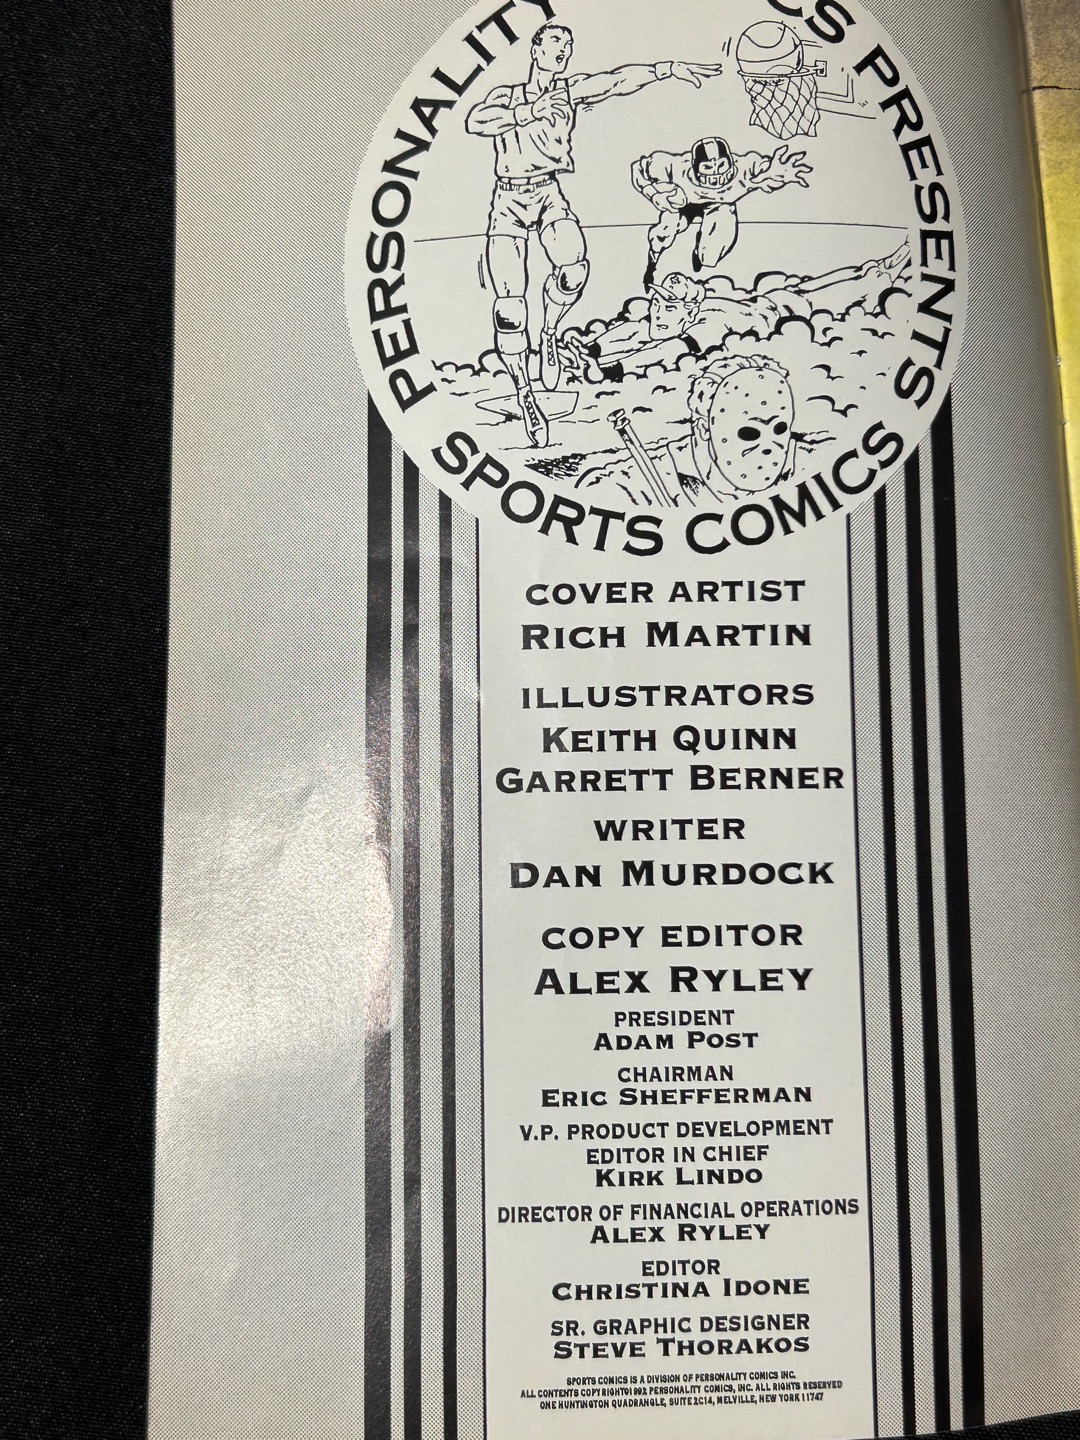 PERSONALITY COMICS PRESENTS
SPORTS COMICS
COVER ARTIST
RICH MARTIN
ILLUSTRATORS
KEITH QUINN
GARRETT BERNER
WRITER
DAN MURDOCK
COPY EDITOR
ALEX RYLEY
PRESIDENT
ADAM POST
CHAIRMAN
ERIC SHEFFERMAN
V.P. PRODUCT DEVELOPMENT
EDITOR IN CHIEF
KIRK LINDO
DIRECTOR OF FINANCIAL OPERATIONS
ALEX RYLEY
EDITOR
CHRISTINA IDONE
SR. GRAPHIC DESIGNER
STEVE THORAKOS
SPORTS COMICS IS A DIVISION OF PERSONALITY COMICS INC.
ALL CONTENTS COPYRIGHT©1992 PERSONALITY COMICS, INC. ALL RIGHTS RESERVED
ONE HUNTINGTON QUADRANGLE, SUITE 2C14, MELVILLE, NEW YORK 11747